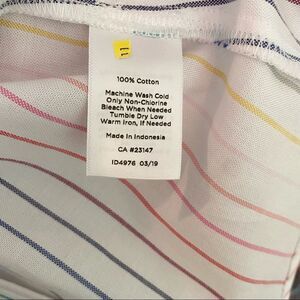 100% Cotton
Machine Wash Cold
Only Non-Chlorine
Bleach When Needed
Tumble Dry Low
Warm Iron, If Needed
Made In Indonesia
CA #23147
ID4976 03/19